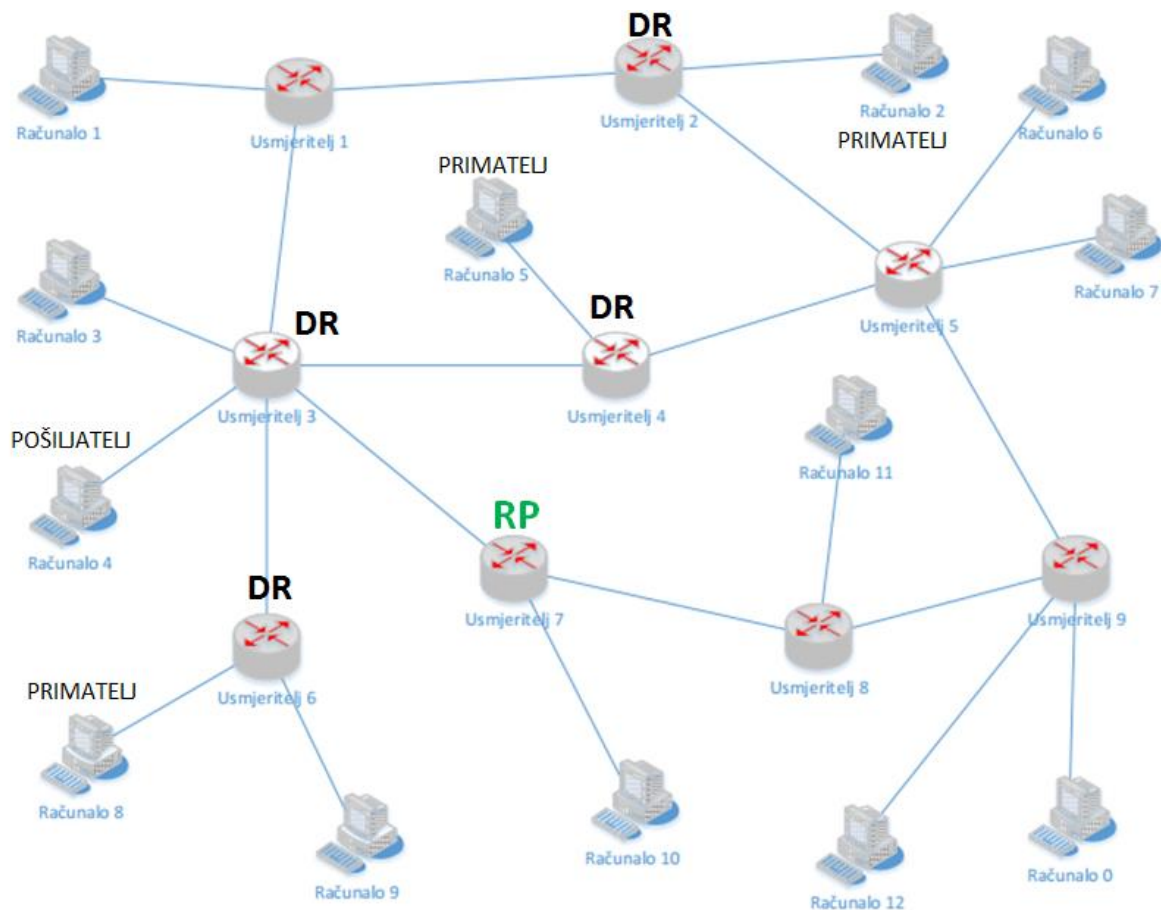 DR
Računalo 1
Usmjeritelj 1
Usmjeritelj 2
Računalo 2
Računalo 6
PRIMATELJ
PRIMATELJ
Računalo 3
Računalo 5
Računalo 7
DR
DR
Usmjeritelj 5
Usmjeritelj 3
Usmjeritelj 4
POŠILJATELJ
Računalo 11
RP
Računalo 4
DR
Usmjeritelj 7
Usmjeritelj 9
Usmjeritelj 8
Usmjeritelj 6
PRIMATELJ
Računalo 8
Računalo 9
Računalo 10
Računalo 12
Računalo 0